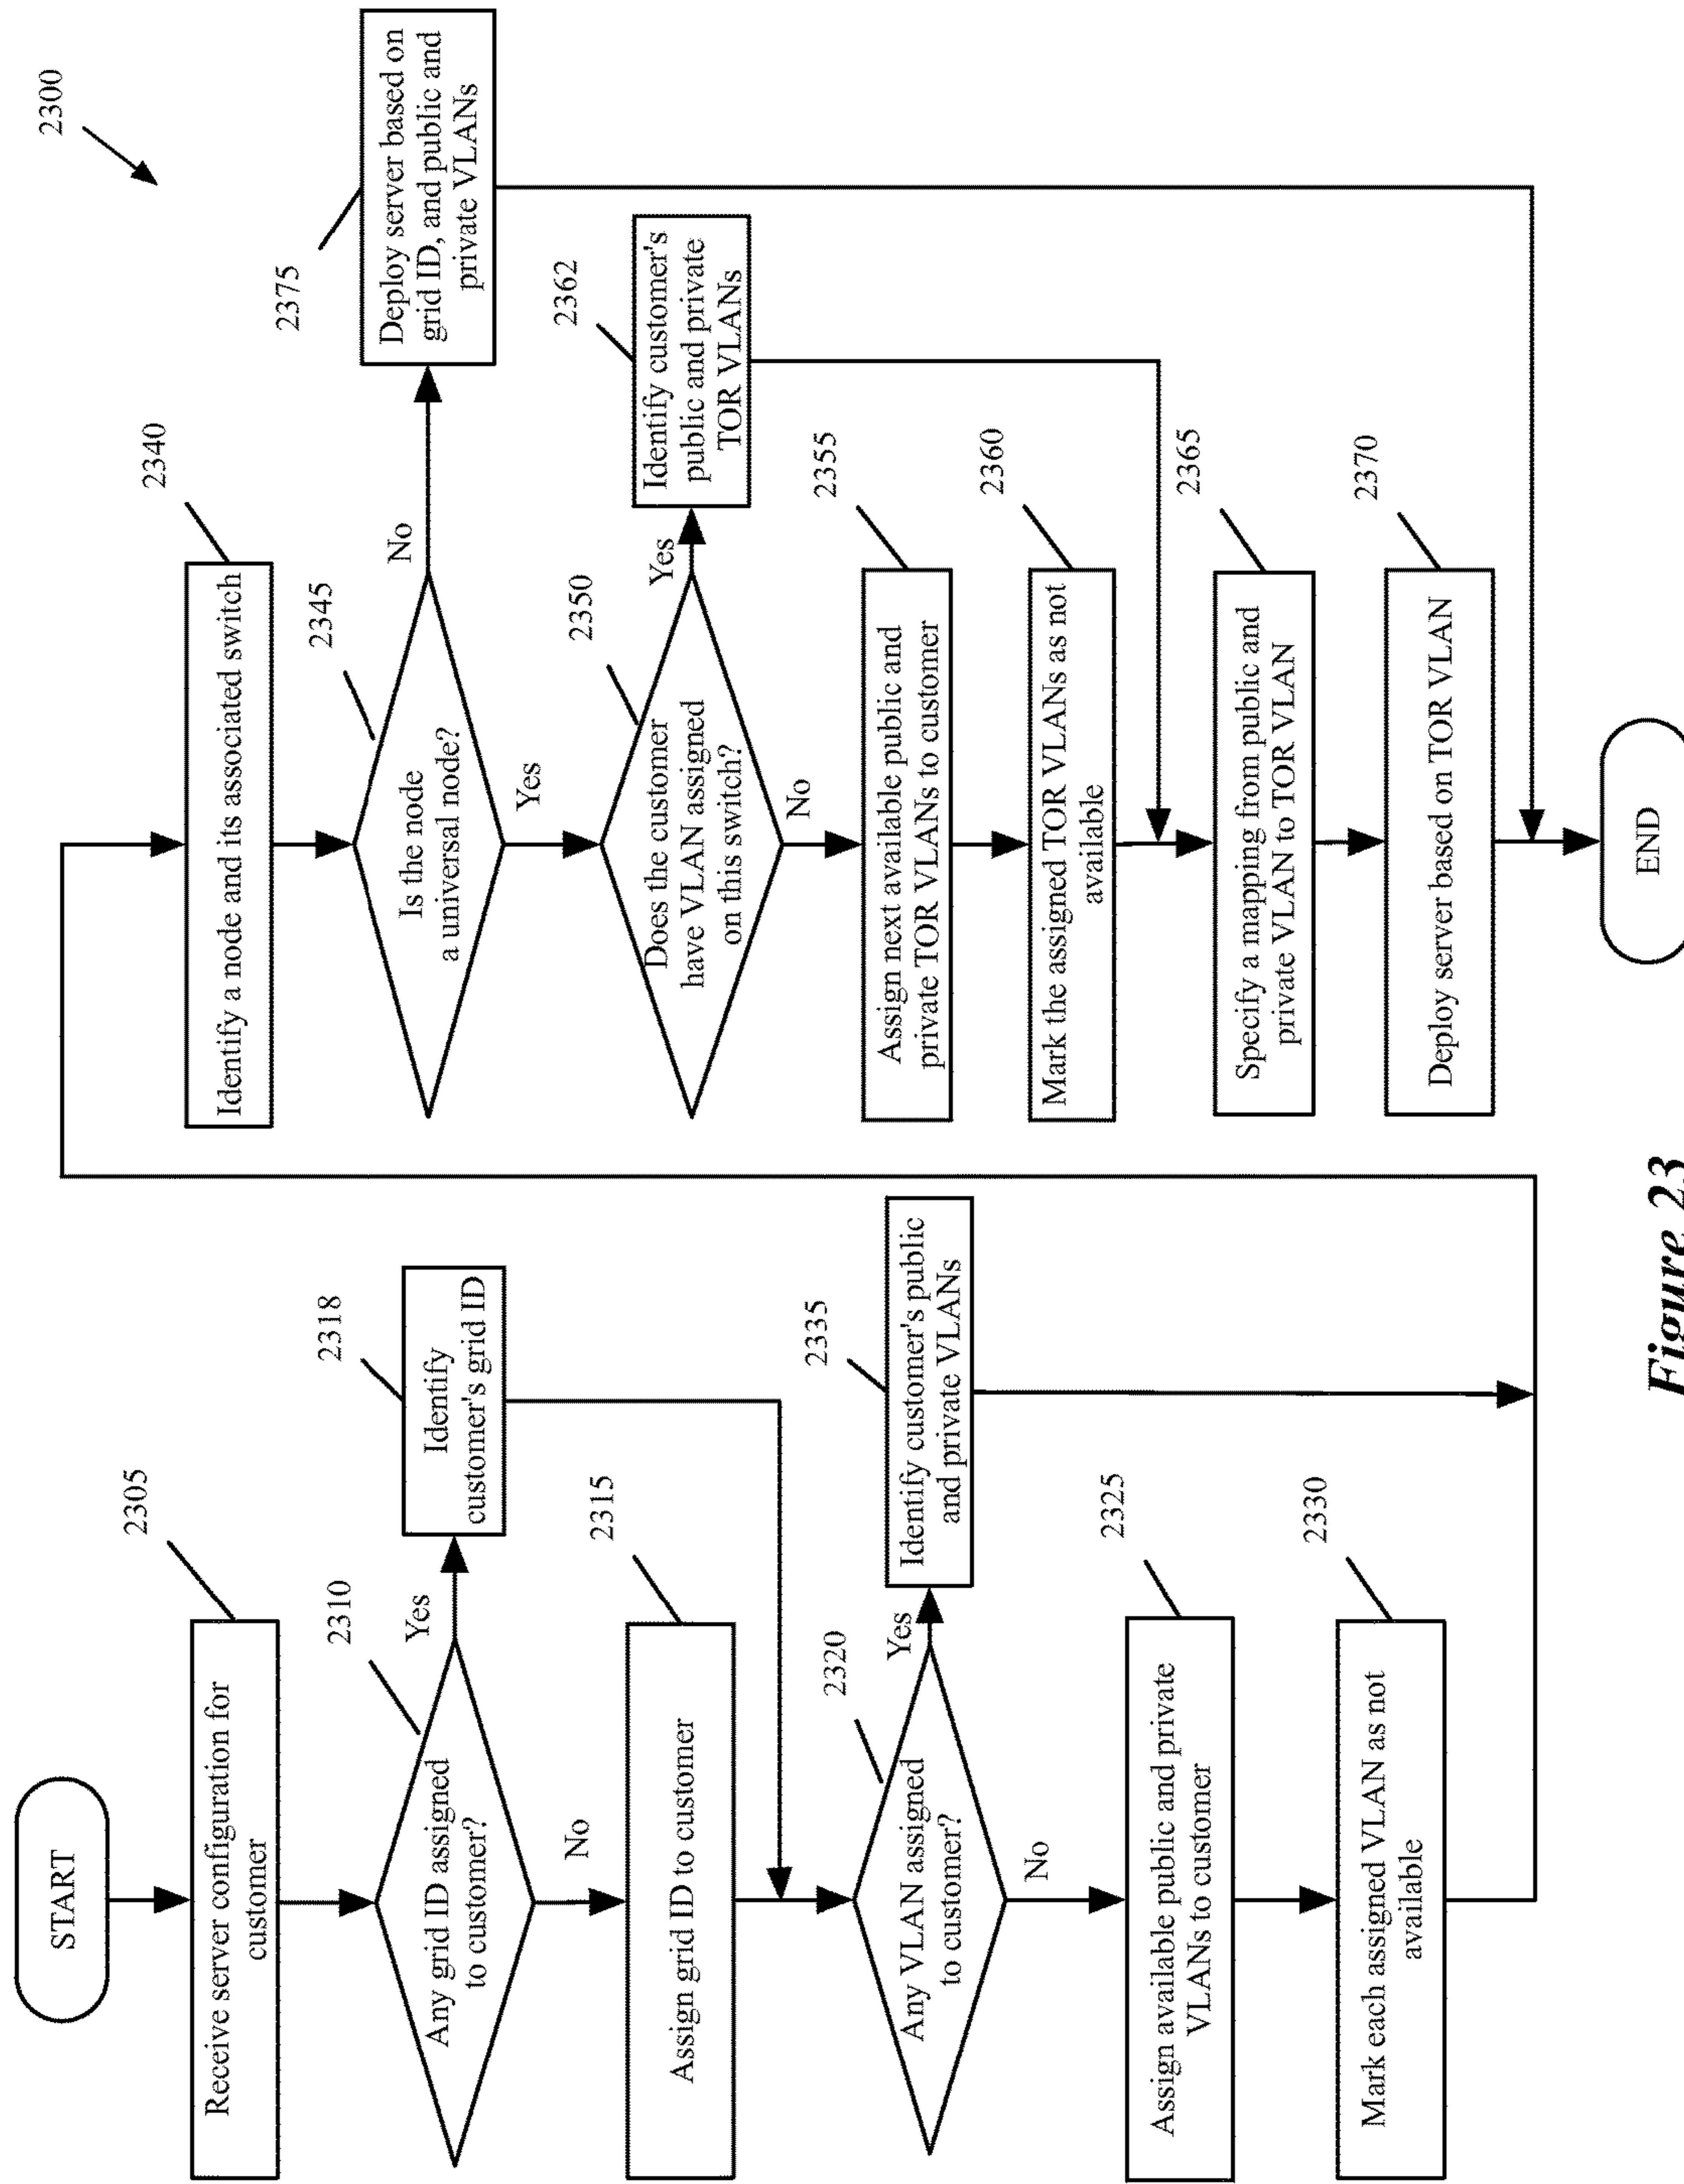 2300
START
2305
Receive server configuration for
customer
2310
Any grid ID assigned
to customer?
Yes
2318
Identify
customer's grid ID
No
2315
Assign grid ID to customer
2320
Any VLAN assigned
to customer?
Yes
2335
Identify customer's public
and private VLANs
No
2325
Assign available public and private
VLANs to customer
2330
Mark each assigned VLAN as not
available
2340
Identify a node and its associated switch
2345
Is the node
a universal node?
No
2375
Deploy server based on
grid ID, and public and
private VLANs
Yes
2350
Does the customer
have VLAN assigned
on this switch?
Yes
2362
Identify customer's
public and private
TOR VLANs
No
2355
Assign next available public and
private TOR VLANs to customer
2360
Mark the assigned TOR VLANs as not
available
2365
Specify a mapping from public and
private VLAN to TOR VLAN
2370
Deploy server based on TOR VLAN
END
Figure 23